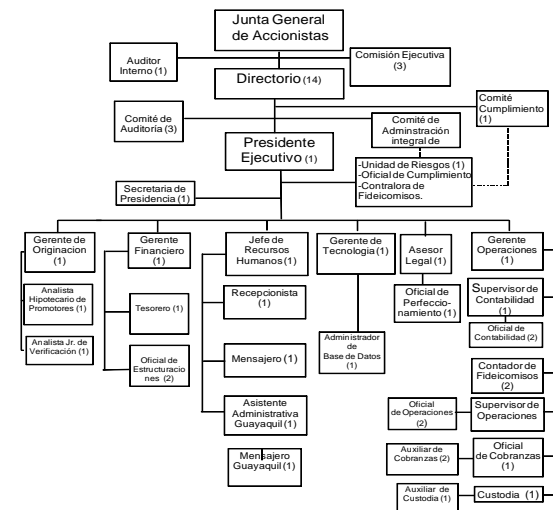 Junta General
de Accionistas
Auditor
Interno (1)
Comisión Ejecutiva
(3)
Directorio (14)
Comité
Cumplimiento
(1)
Comité de
Auditoría (3)
Comité de
Adminstración
integral de
Presidente
Ejecutivo (1)
-Unidad de Riesgos (1)
-Oficial de Cumplimiento
-Contralora de
Fideicomisos.
Secretaria de
Presidencia (1)
Gerente de
Originacion
(1)
Gerente
Financiero
(1)
Jefe de
Recursos
Humanos (1)
Gerente de
Tecnologia (1)
Asesor
Legal (1)
Gerente
Operaciones (1)
Analista
Hipotecario de
Promotores (1)
Analista Jr. de
Verificación (1)
Tesorero (1)
Oficial de
Estructuracio
nes (2)
Recepcionista
(1)
Mensajero (1)
Asistente
Administrativa
Guayaquil (1)
Mensajero
Guayaquil (1)
Administrador
de
Base de Datos
(1)
Oficial de
Perfeccio-
namiento (1)
Supervisor de
Contabilidad
(1)
Oficial de
Contabilidad (2)
Contador de
Fideicomisos
(2)
Oficial
de Operaciones
(2)
Supervisor de
Operaciones
Auxiliar de
Cobranzas (2)
Oficial
de Cobranzas
(1)
Auxiliar de
Custodia (1)
Custodia (1)